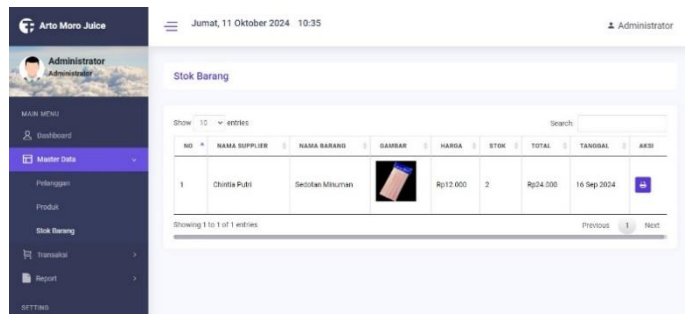 Arto Moro Juice
Jumat, 11 Oktober 2024 10:35
Administrator
Administrator
Administrator
Stok Barang
MAIN MENU
Dashboard
Master Data
Pelanggan
Produk
Stok Barang
Transaksi
Report
SETTING
Show 10 entries
Search:
NO NAMA SUPPLIER NAMA BARANG GAMBAR HARGA STOK TOTAL TANGGAL AKSI
1 Chintia Putri Sedotan Minuman Rp12.000 2 Rp24.000 16 Sep 2024
Showing 1 to 1 of 1 entries
Previous 1 Next